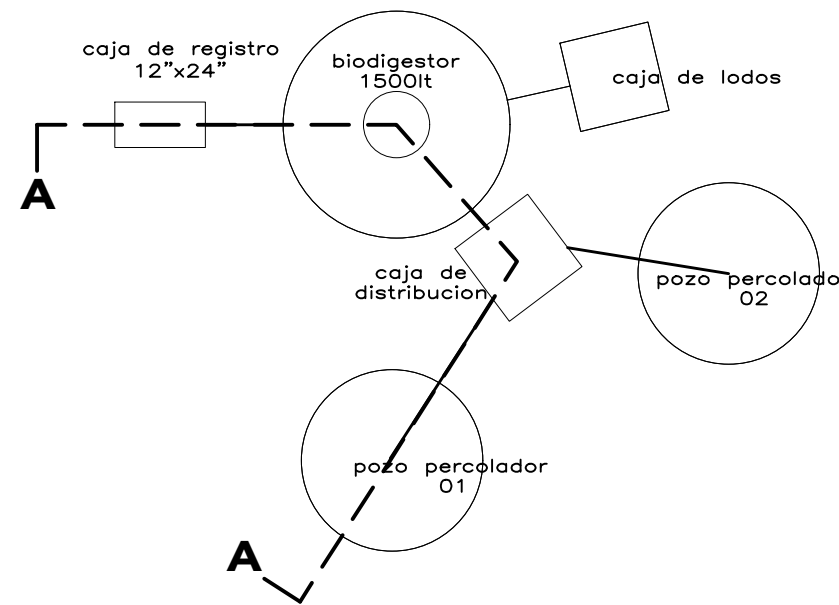 caja de registro
12”x24”
biodigestor
1500lt
caja de lodos
A
caja de
distribucion
pozo percolado
02
pozo percolador
01
A